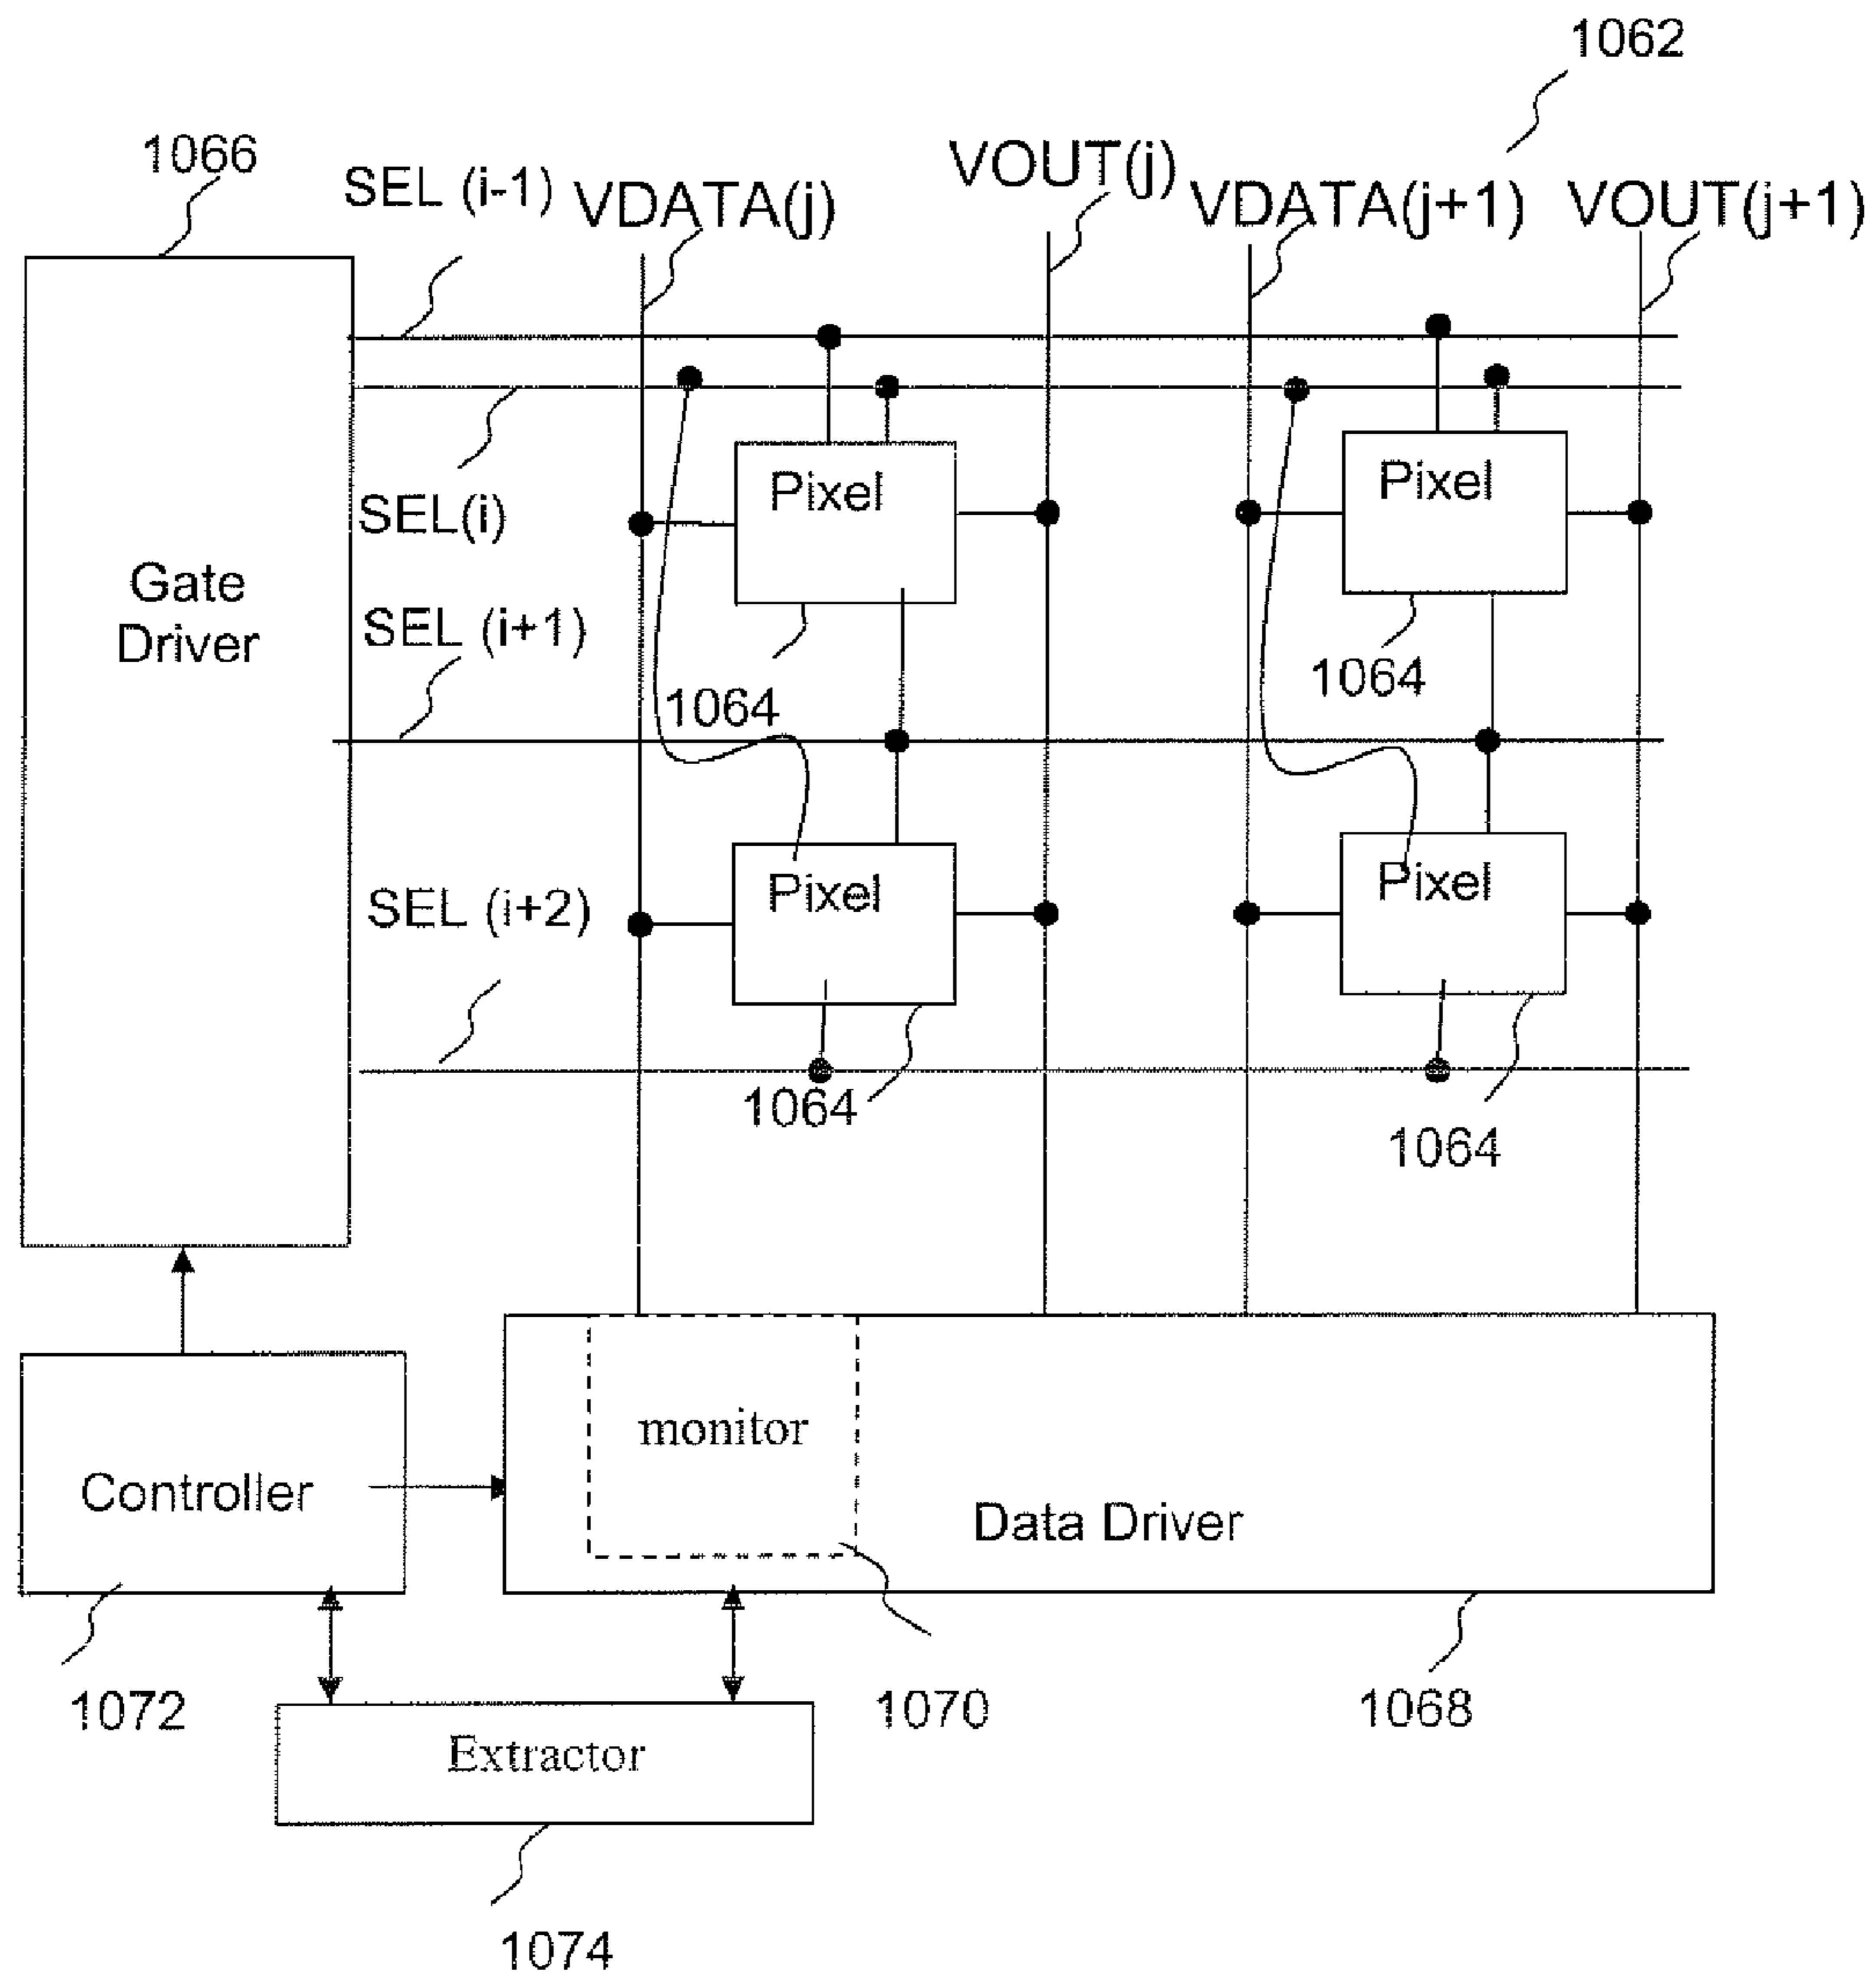 1062
1066
SEL (i-1)
VDATA(j)
VOUT(j)
VDATA(j+1)
VOUT(j+1)
Pixel
Pixel
SEL(i)
Gate
Driver
SEL (i+1)
1064
1064
Pixel
Pixel
SEL (i+2)
1064
1064
monitor
Controller
Data Driver
1072
1070
1068
Extractor
1074